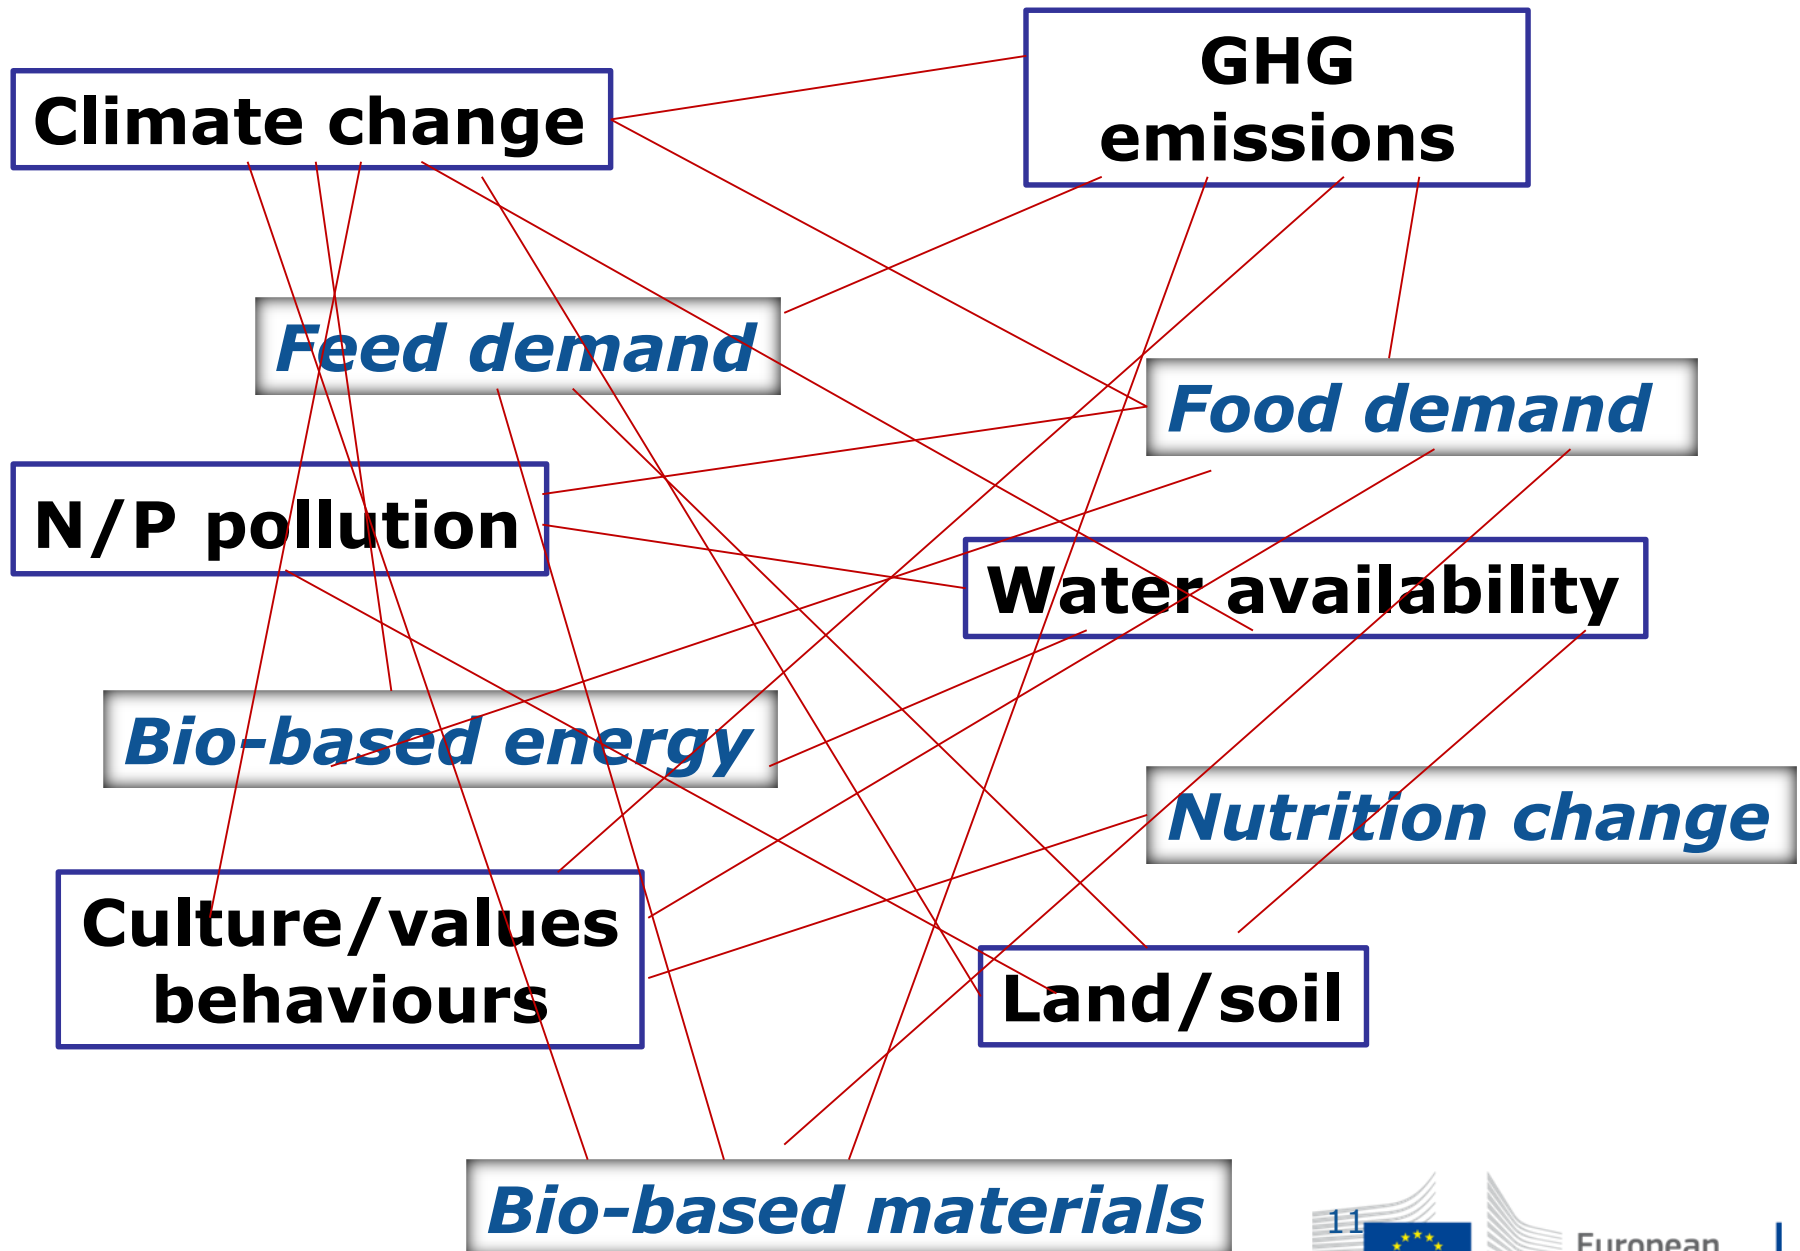 GHG
emissions
Climate change
Feed demand
Food demand
N/P pollution
Water availability
Bio-based energy
Nutrition change
Culture/values
behaviours
Land/soil
Bio-based materials
11
European